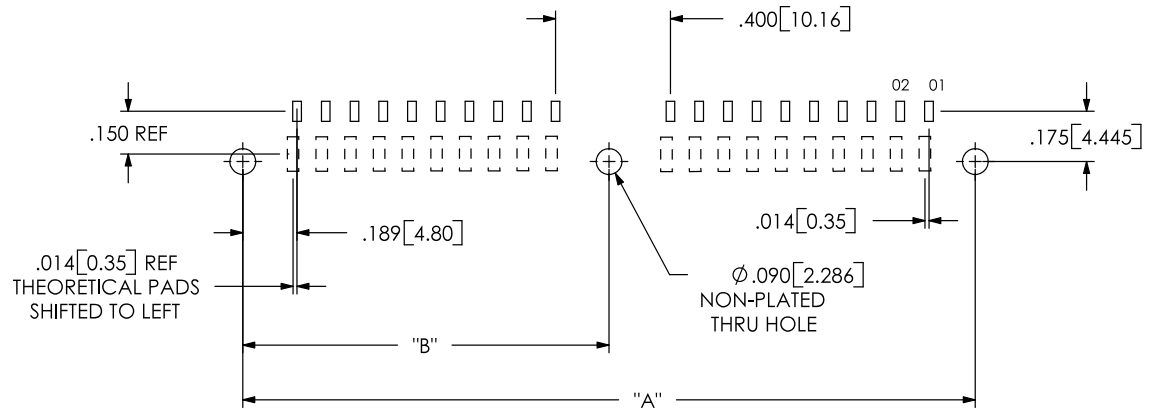 .400[10.16]
02 01
.150 REF
.175[4.445]
.189[4.80]
.014[0.35]
.014[0.35] REF
THEORETICAL PADS
SHIFTED TO LEFT
Ø.090[2.286]
NON-PLATED
THRU HOLE
"B"
"A"